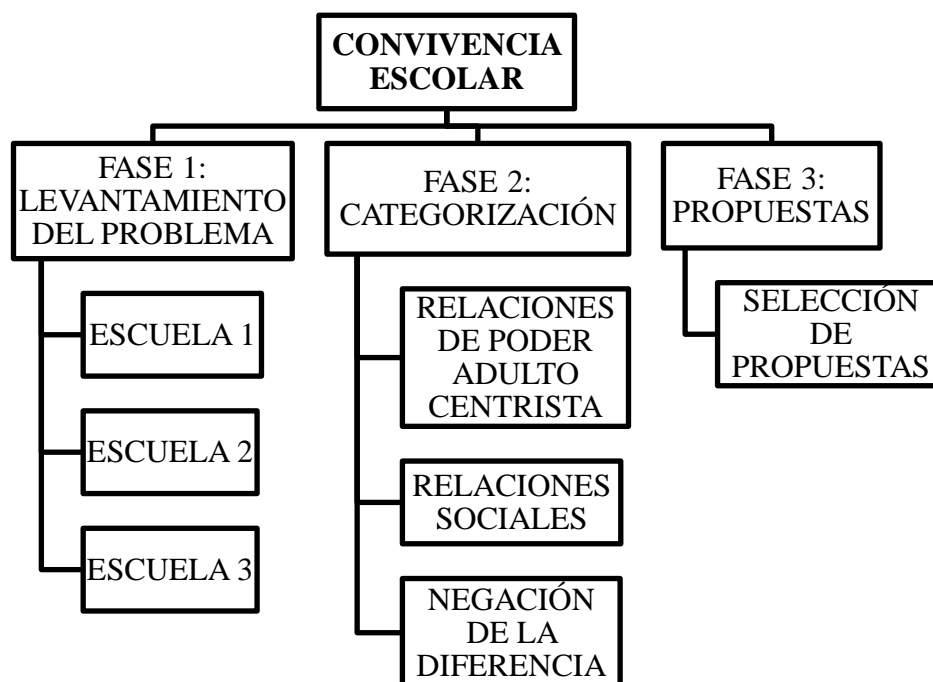 CONVIVENCIA
ESCOLAR
FASE 1:
LEVANTAMIENTO
DEL PROBLEMA
ESCUELA 1
ESCUELA 2
ESCUELA 3
FASE 2:
CATEGORIZACIÓN
RELACIONES
DE PODER
ADULTO
CENTRISTA
RELACIONES
SOCIALES
NEGACIÓN
DE LA
DIFERENCIA
FASE 3:
PROPUESTAS
SELECCIÓN
DE
PROPUESTAS